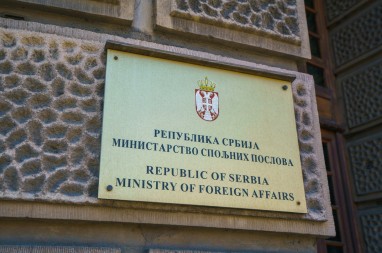 РЕПУБЛИКА СРБИЈА
МИНИСТАРСТВО СПОЉНИХ ПОСЛОВА
REPUBLIC OF SERBIA
MINISTRY OF FOREIGN AFFAIRS